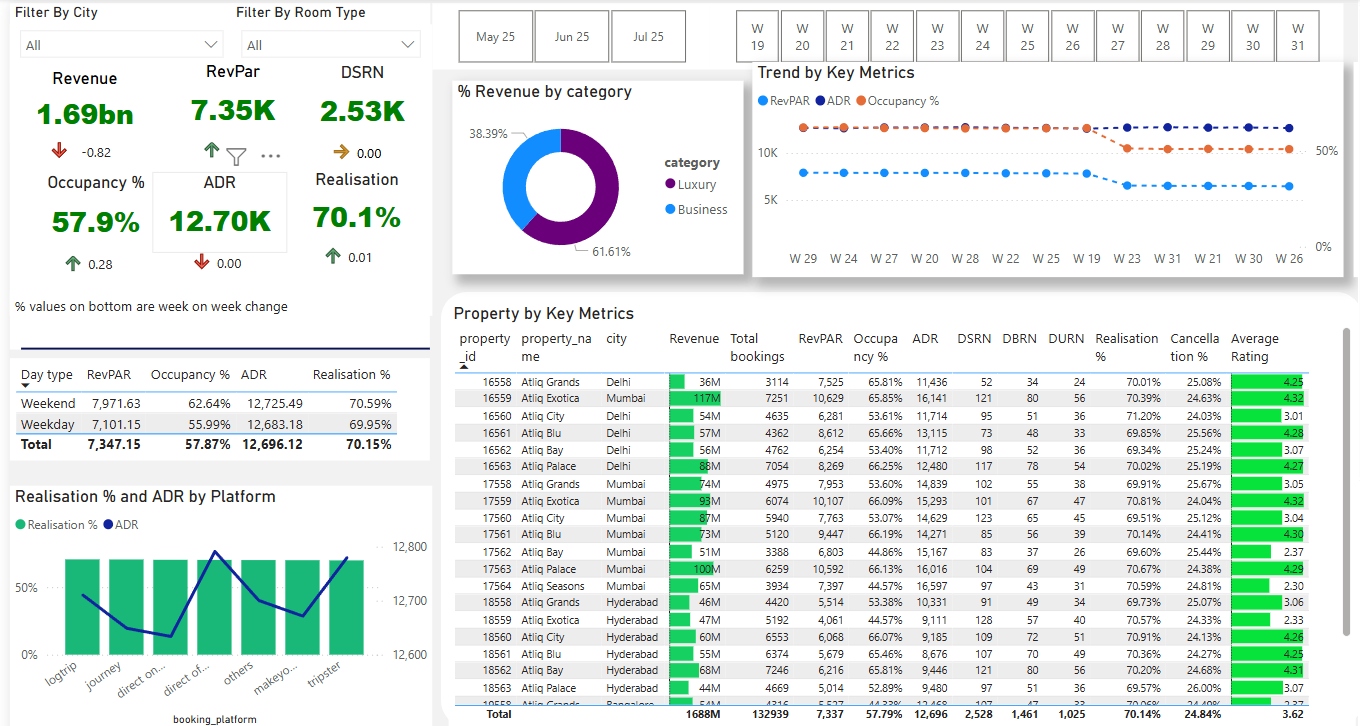 Filter By City
Filter By Room Type
All
All
May 25
Jun 25
Jul 25
W 19
W 20
W 21
W 22
W 23
W 24
W 25
W 26
W 27
W 28
W 29
W 30
W 31
Revenue
1.69bn
-0.82
RevPar
7.35K
DSRN
2.53K
0.00
Occupancy %
57.9%
0.28
ADR
12.70K
0.00
Realisation
70.1%
0.01
% values on bottom are week on week change
% Revenue by category
38.39%
61.61%
category
Luxury
Business
Trend by Key Metrics
RevPAR ADR Occupancy %
10K
5K
50%
0%
W 29 W 24 W 27 W 20 W 28 W 22 W 25 W 19 W 23 W 31 W 21 W 30 W 26
Day type RevPAR Occupancy % ADR Realisation %
Weekend 7,971.63 62.64% 12,725.49 70.59%
Weekday 7,101.15 55.99% 12,683.18 69.95%
Total 7,347.15 57.87% 12,696.12 70.15%
Realisation % and ADR by Platform
Realisation % ADR
50%
0%
12,800
12,700
12,600
logtrip
journey
direct on...
direct of...
others
makeyo...
tripster
booking_platform
Property by Key Metrics
property_id property_name city Revenue Total bookings RevPAR Occupancy % ADR DSRN DBRN DURN Realisation % Cancellation % Average Rating
16558 Atliq Grands Delhi 36M 3114 7,525 65.81% 11,436 52 34 24 70.01% 25.08% 4.25
16559 Atliq Exotica Mumbai 117M 7251 10,629 65.85% 16,141 121 80 56 70.39% 24.63% 4.32
16560 Atliq City Delhi 54M 4635 6,281 53.61% 11,714 95 51 36 71.20% 24.03% 3.01
16561 Atliq Blu Delhi 57M 4362 8,612 65.66% 13,115 73 48 33 69.85% 25.56% 4.28
16562 Atliq Bay Delhi 56M 4762 6,254 53.40% 11,712 98 52 36 69.34% 25.24% 3.07
16563 Atliq Palace Delhi 88M 7054 8,269 66.25% 12,480 117 78 54 70.02% 25.19% 4.27
17558 Atliq Grands Mumbai 74M 4975 7,953 53.60% 14,839 102 55 38 69.91% 25.67% 3.05
17559 Atliq Exotica Mumbai 93M 6074 10,107 66.09% 15,293 101 67 47 70.81% 24.04% 4.32
17560 Atliq City Mumbai 87M 5940 7,763 53.07% 14,629 123 65 45 69.51% 25.12% 3.04
17561 Atliq Blu Mumbai 73M 5120 9,447 66.19% 14,271 85 56 39 70.14% 24.41% 4.30
17562 Atliq Bay Mumbai 51M 3388 6,803 44.86% 15,167 83 37 26 69.60% 25.44% 2.37
17563 Atliq Palace Mumbai 100M 6259 10,592 66.13% 16,016 104 69 49 70.67% 24.38% 4.29
17564 Atliq Seasons Mumbai 65M 3934 7,397 44.57% 16,597 97 43 31 70.59% 24.81% 2.30
18558 Atliq Grands Hyderabad 46M 4420 5,514 53.38% 10,331 91 49 34 69.73% 25.07% 3.06
18559 Atliq Exotica Hyderabad 47M 5192 4,061 44.57% 9,111 128 57 40 70.57% 24.33% 2.33
18560 Atliq City Hyderabad 60M 6553 6,068 66.07% 9,185 109 72 51 70.91% 24.13% 4.26
18561 Atliq Blu Hyderabad 55M 6374 5,679 65.46% 8,676 107 70 49 70.36% 24.27% 4.25
18562 Atliq Bay Hyderabad 68M 7246 6,216 65.81% 9,446 121 80 56 70.20% 24.68% 4.31
18563 Atliq Palace Hyderabad 44M 4669 5,014 52.89% 9,480 97 51 36 69.57% 26.00% 3.07
Total 1688M 132939 7,337 57.79% 12,696 2,528 1,461 1,025 70.14% 24.84% 3.62